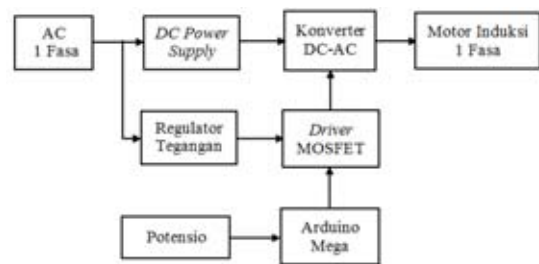 AC
1 Fasa
DC Power
Supply
Konverter
DC-AC
Motor Induksi
1 Fasa
Regulator
Tegangan
Driver
MOSFET
Potensio
Arduino
Mega